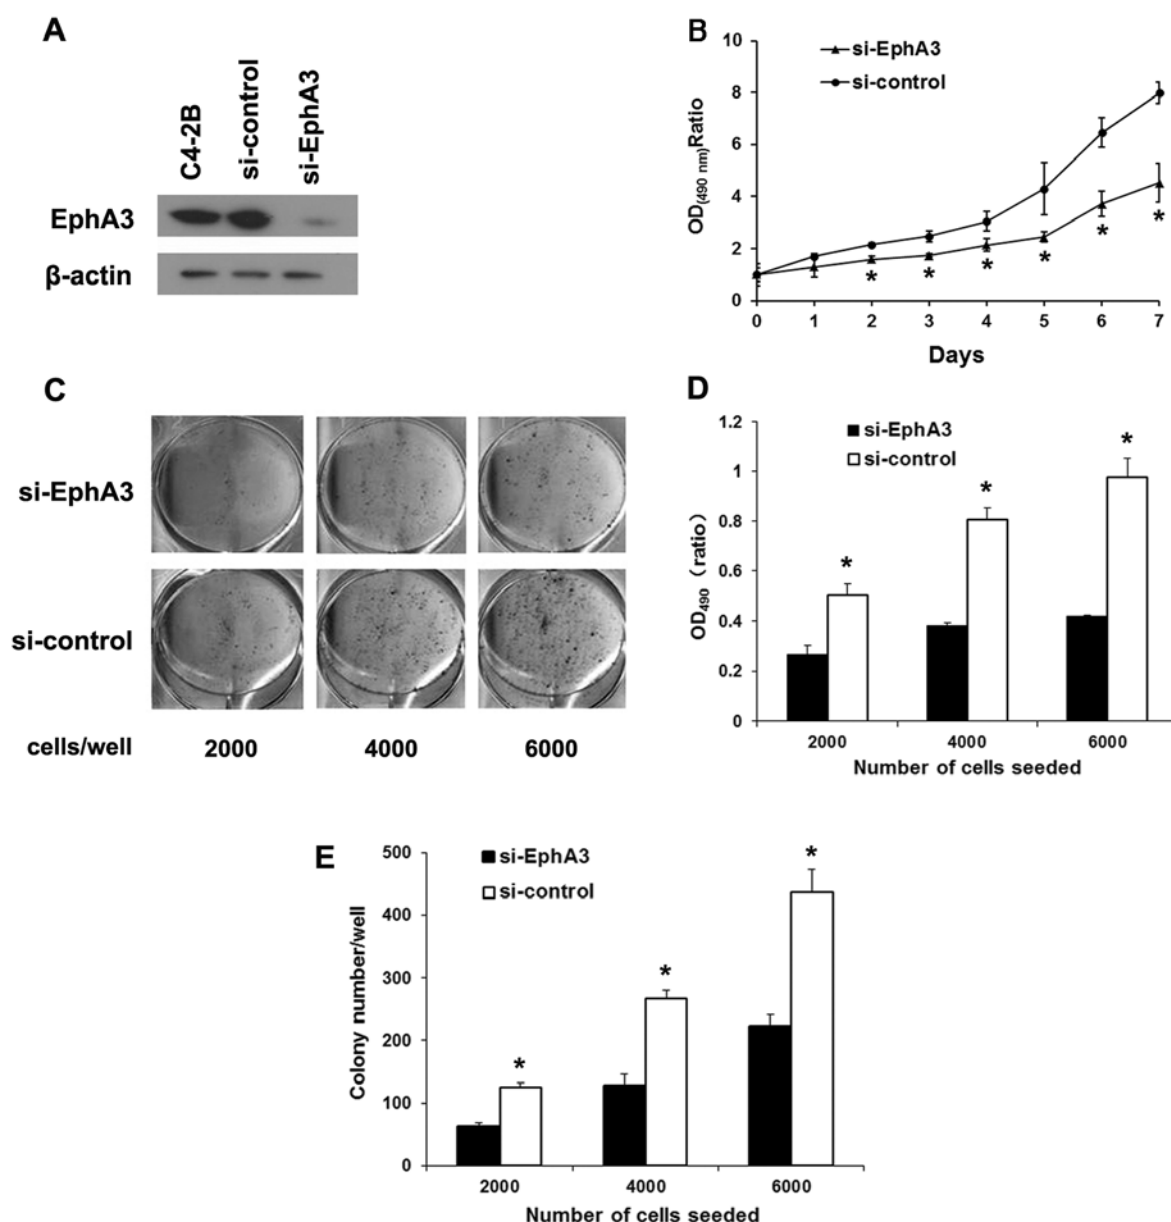 A
C4-2B
si-control
si-EphA3
EphA3
β-actin
B
si-EphA3
si-control
OD(490 nm)Ratio
10
8
6
4
2
0
* * * * * *
0 1 2 3 4 5 6 7
Days
C
si-EphA3
si-control
cells/well 2000 4000 6000
D
si-EphA3
si-control
OD490 (ratio)
1.2
1
0.8
0.6
0.4
0.2
0
* * *
2000 4000 6000
Number of cells seeded
E
si-EphA3
si-control
Colony number/well
500
400
300
200
100
0
* * *
2000 4000 6000
Number of cells seeded